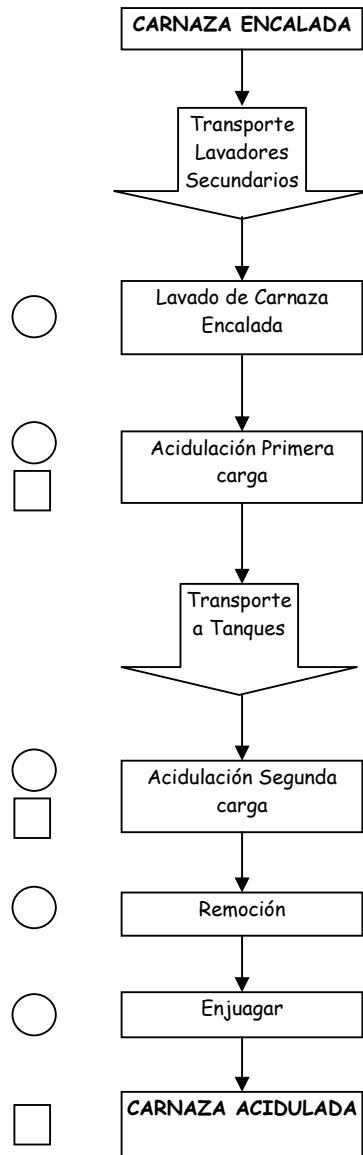 CARNAZA ENCALADA
Transporte
Lavadores
Secundarios
Lavado de Carnaza
Encalada
Acidulación Primera
carga
Transporte
a Tanques
Acidulación Segunda
carga
Remoción
Enjuagar
CARNAZA ACIDULADA